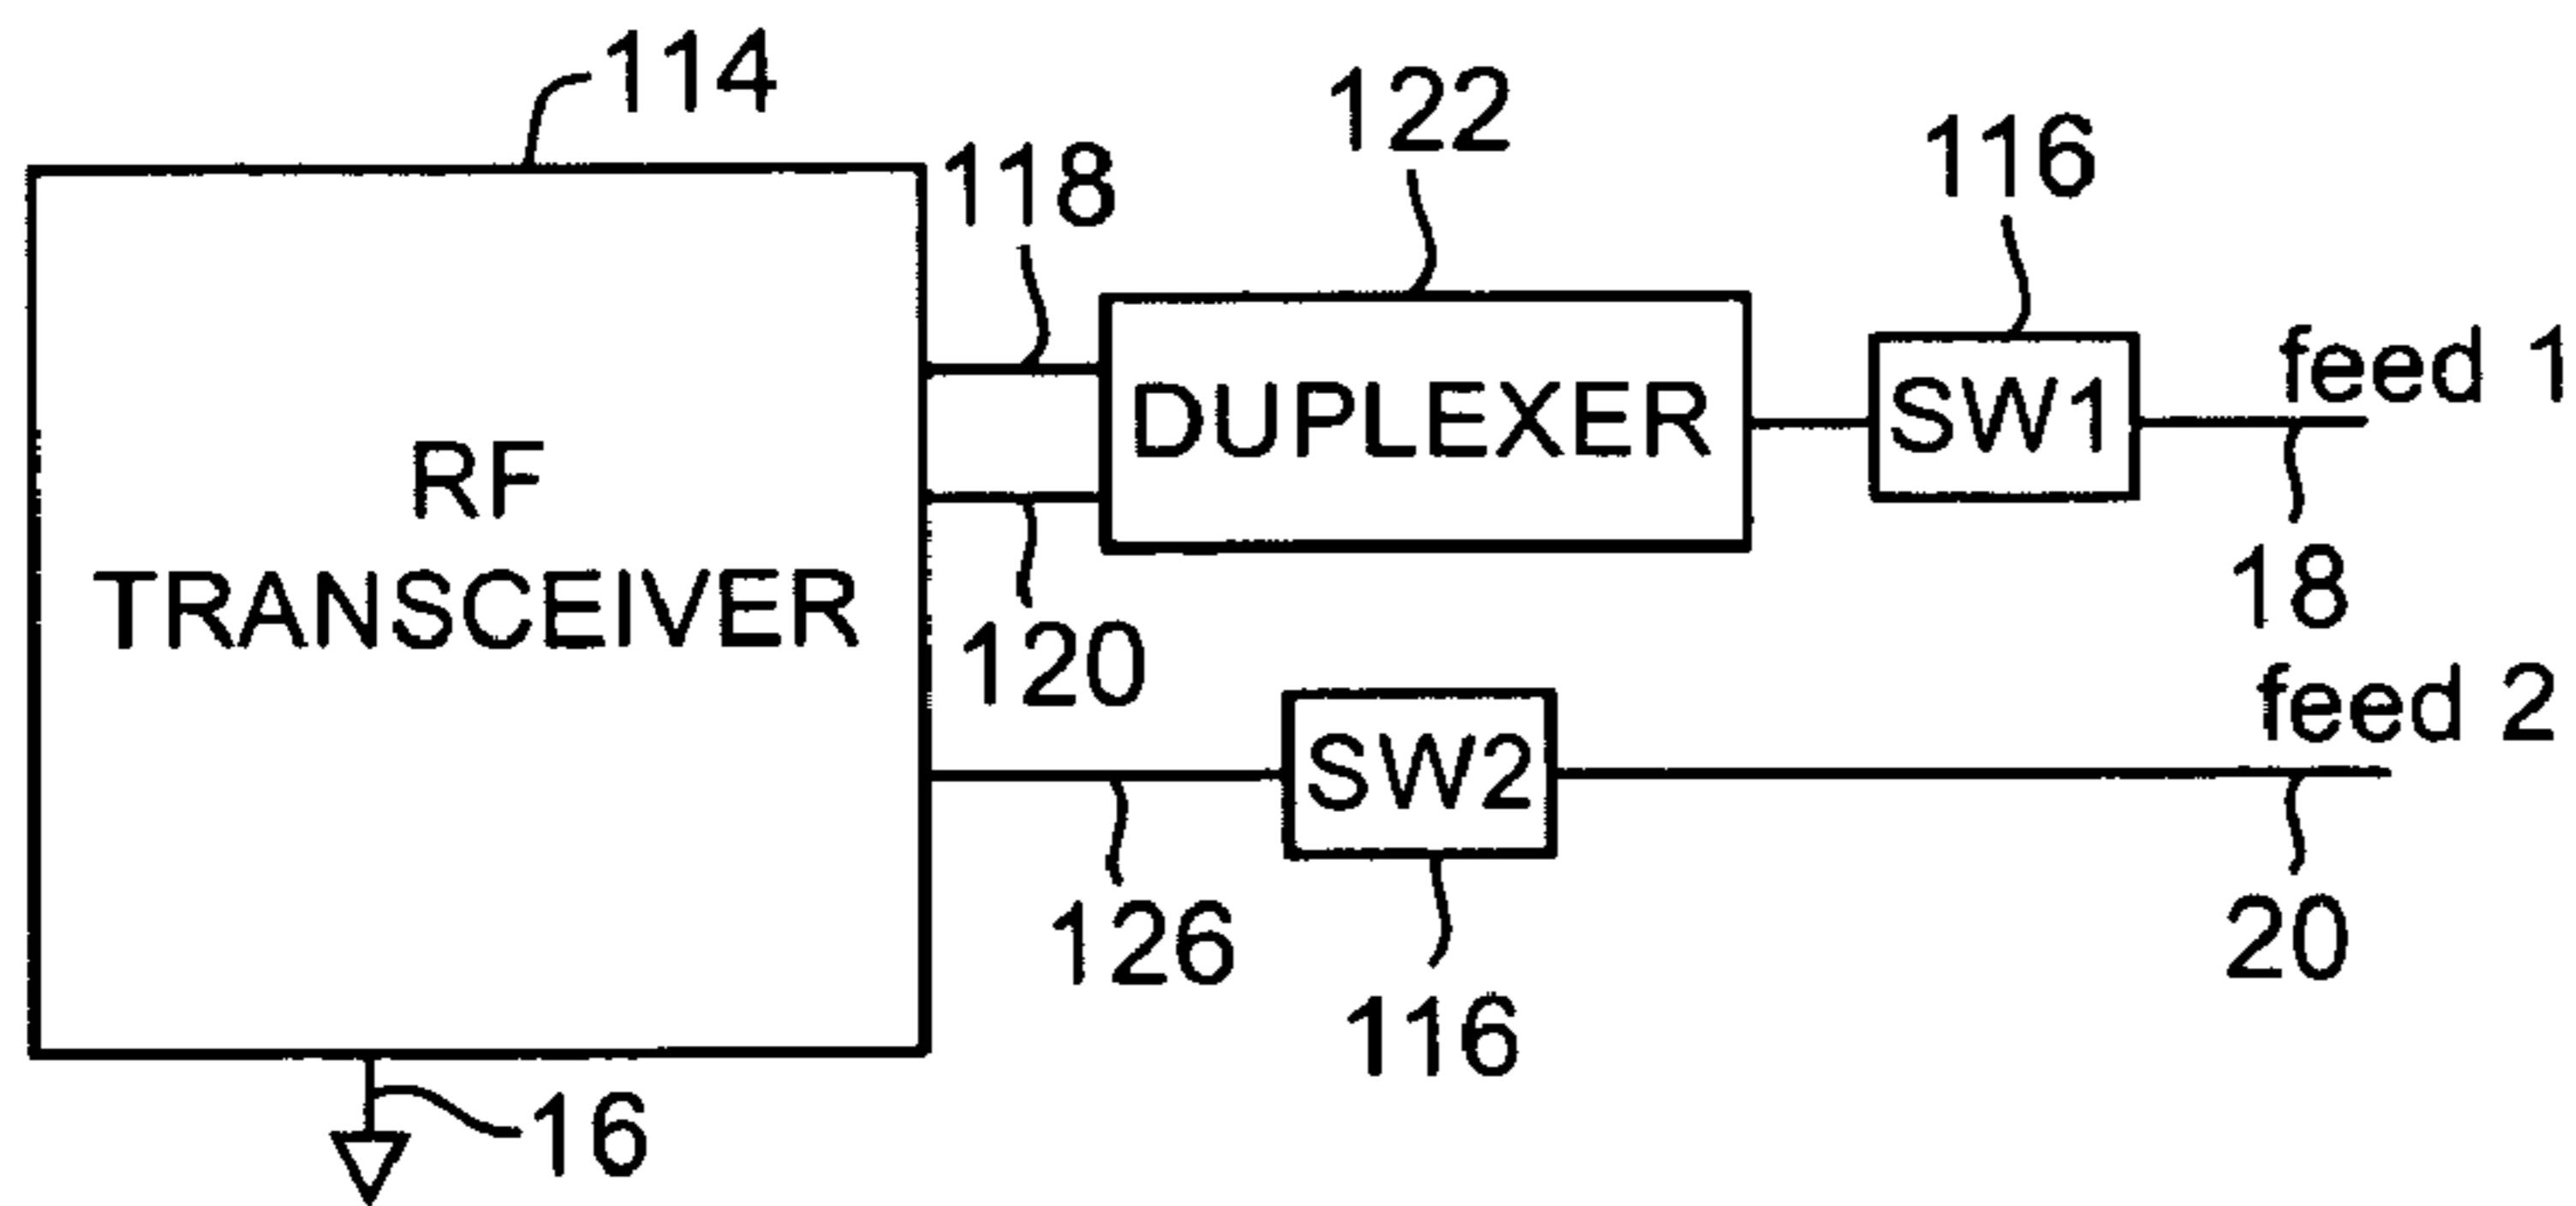 114
118
122
116
feed 1
DUPLEXER
SW1
RF
TRANSCEIVER
18
120
feed 2
SW2
126
20
116
16